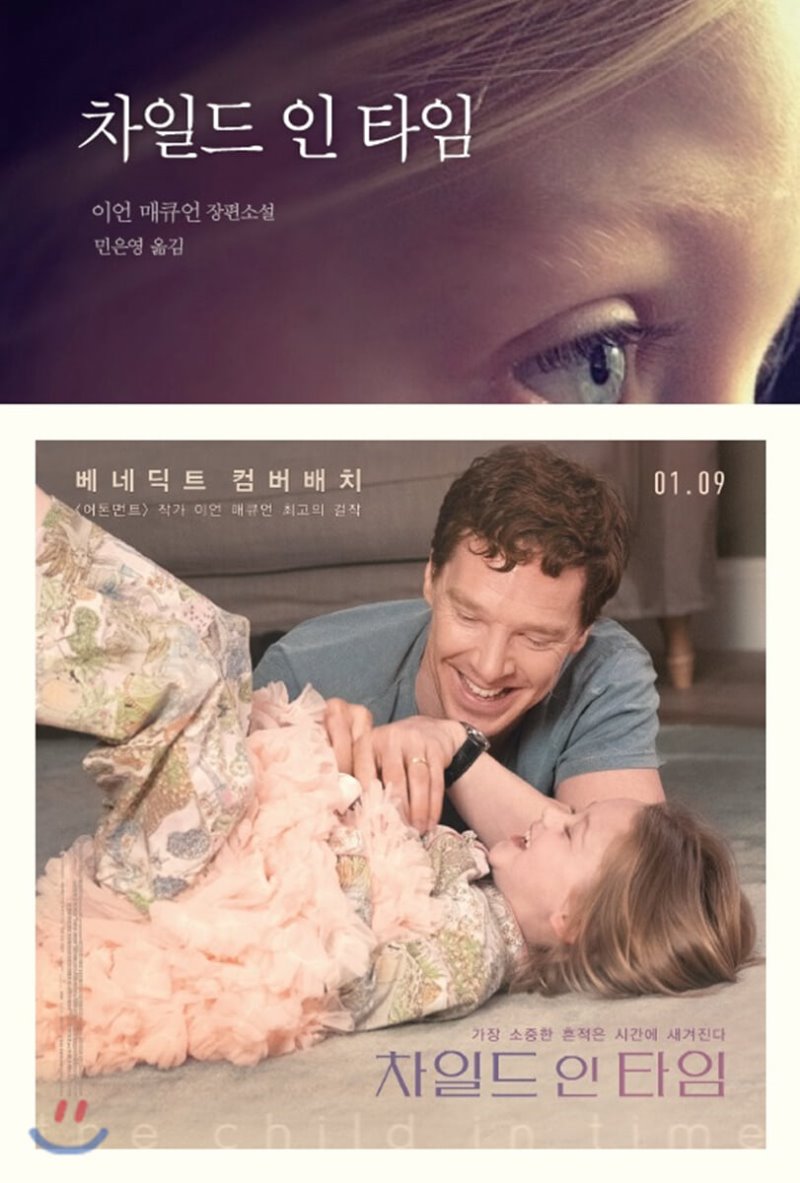 차일드 인 타임
이언 매큐언 장편소설
민은영 옮김
베네딕트 컴버배치
01.09
<어톤먼트> 작가 이언 매큐언 최고의 걸작
가장 소중한 흔적은 시간에 새겨진다
차일드 인 타임
the child in time